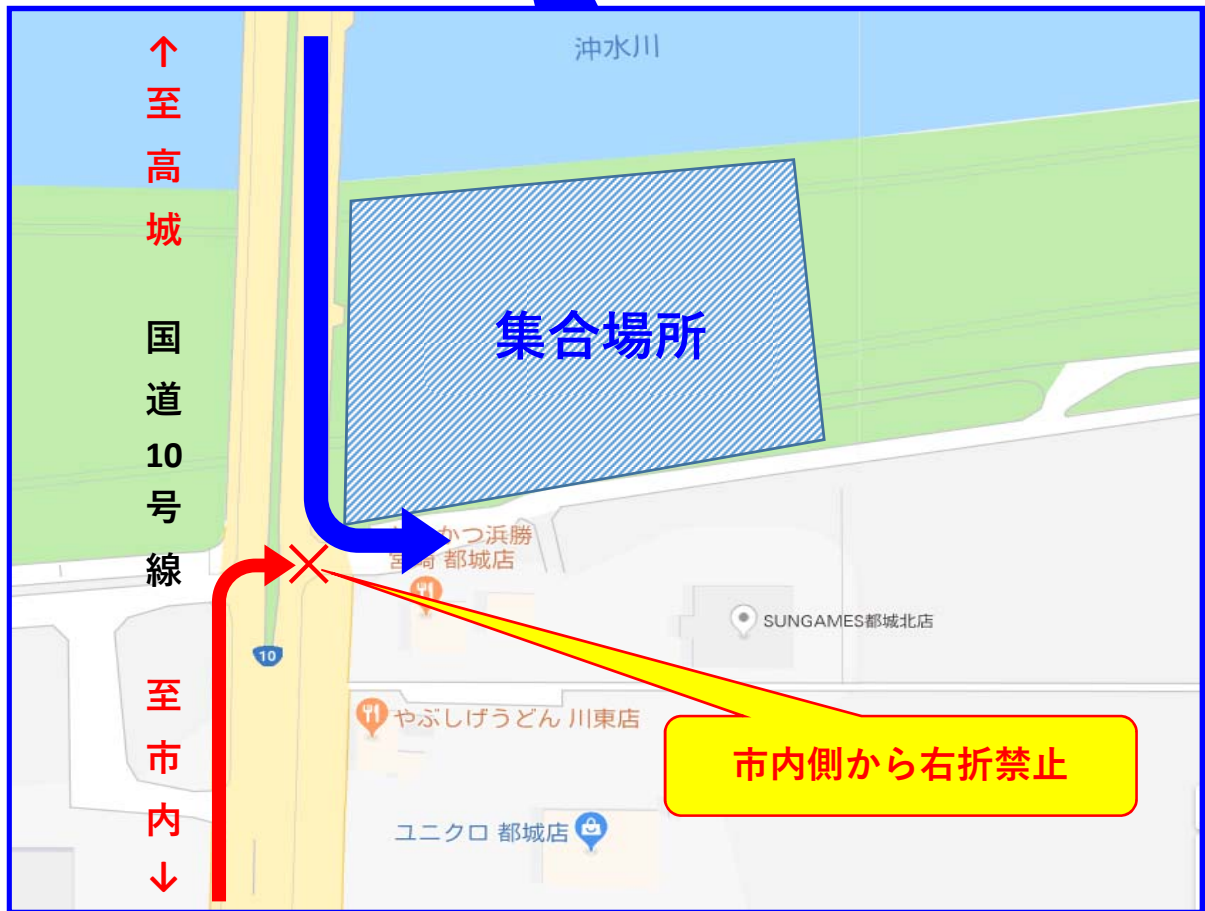 ↑至高城
国道10号線
至市内↓
沖水川
集合場所
かつ浜勝
宮崎 都城店
SUNGAMES都城北店
10
やぶしげうどん 川東店
市内側から右折禁止
ユニクロ 都城店